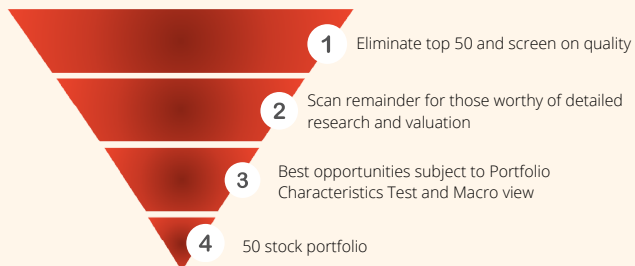 1 Eliminate top 50 and screen on quality
2 Scan remainder for those worthy of detailed
research and valuation
3 Best opportunities subject to Portfolio
Characteristics Test and Macro view
4 50 stock portfolio